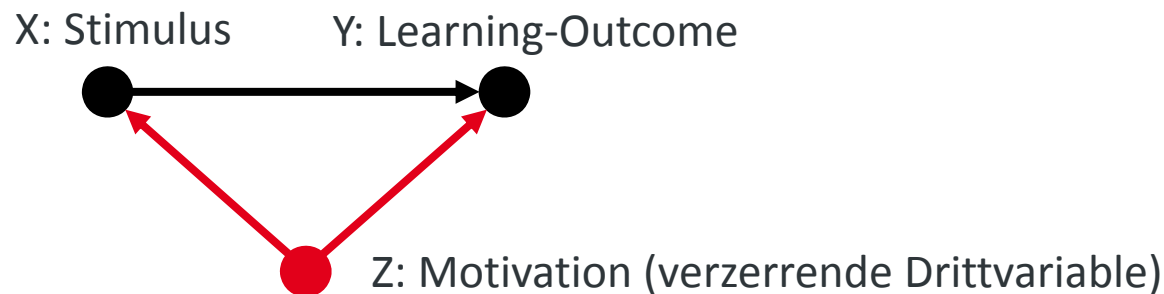 X: Stimulus
Y: Learning-Outcome
Z: Motivation (verzerrende Drittvariable)